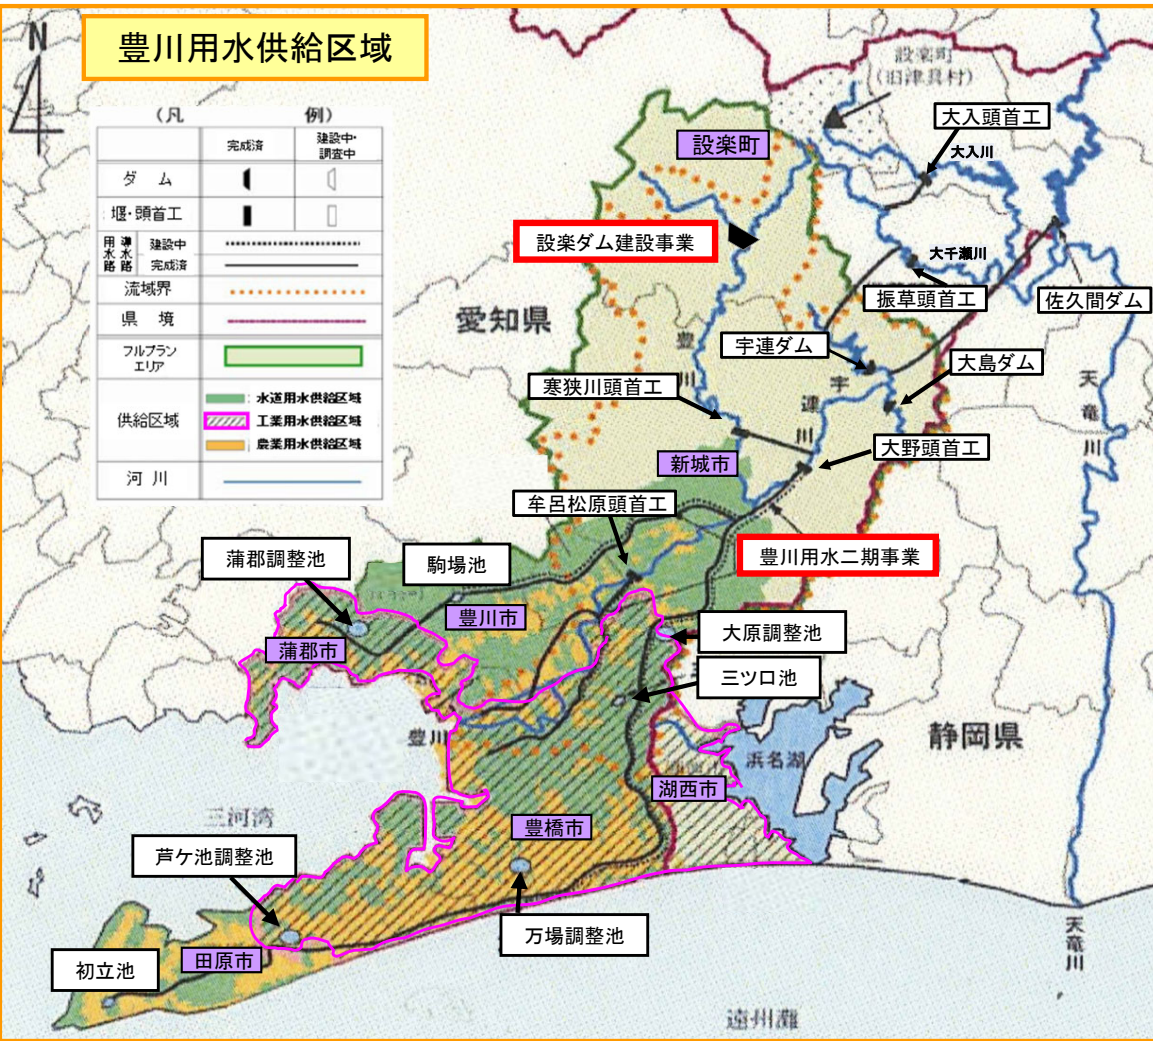 豊川用水供給区域
N
(凡 例)
完成済
建設中・
調査中
ダ ム
堰・頭首工
用水路
導水路
建設中
完成済
流域界
県 境
フルプラン
エリア
供給区域
水道用水供給区域
工業用水供給区域
農業用水供給区域
河 川
設楽町
(旧津具村)
大入頭首工
設楽町
大入川
設楽ダム建設事業
大千瀬川
振草頭首工
佐久間ダム
愛知県
豊川
宇連ダム
大島ダム
寒狭川頭首工
宇連川
天竜川
新城市
大野頭首工
牟呂松原頭首工
蒲郡調整池
駒場池
豊川用水二期事業
豊川市
大原調整池
蒲郡市
三ツ口池
豊川
静岡県
浜名湖
湖西市
三河湾
豊橋市
芦ケ池調整池
万場調整池
田原市
初立池
天竜川
遠州灘